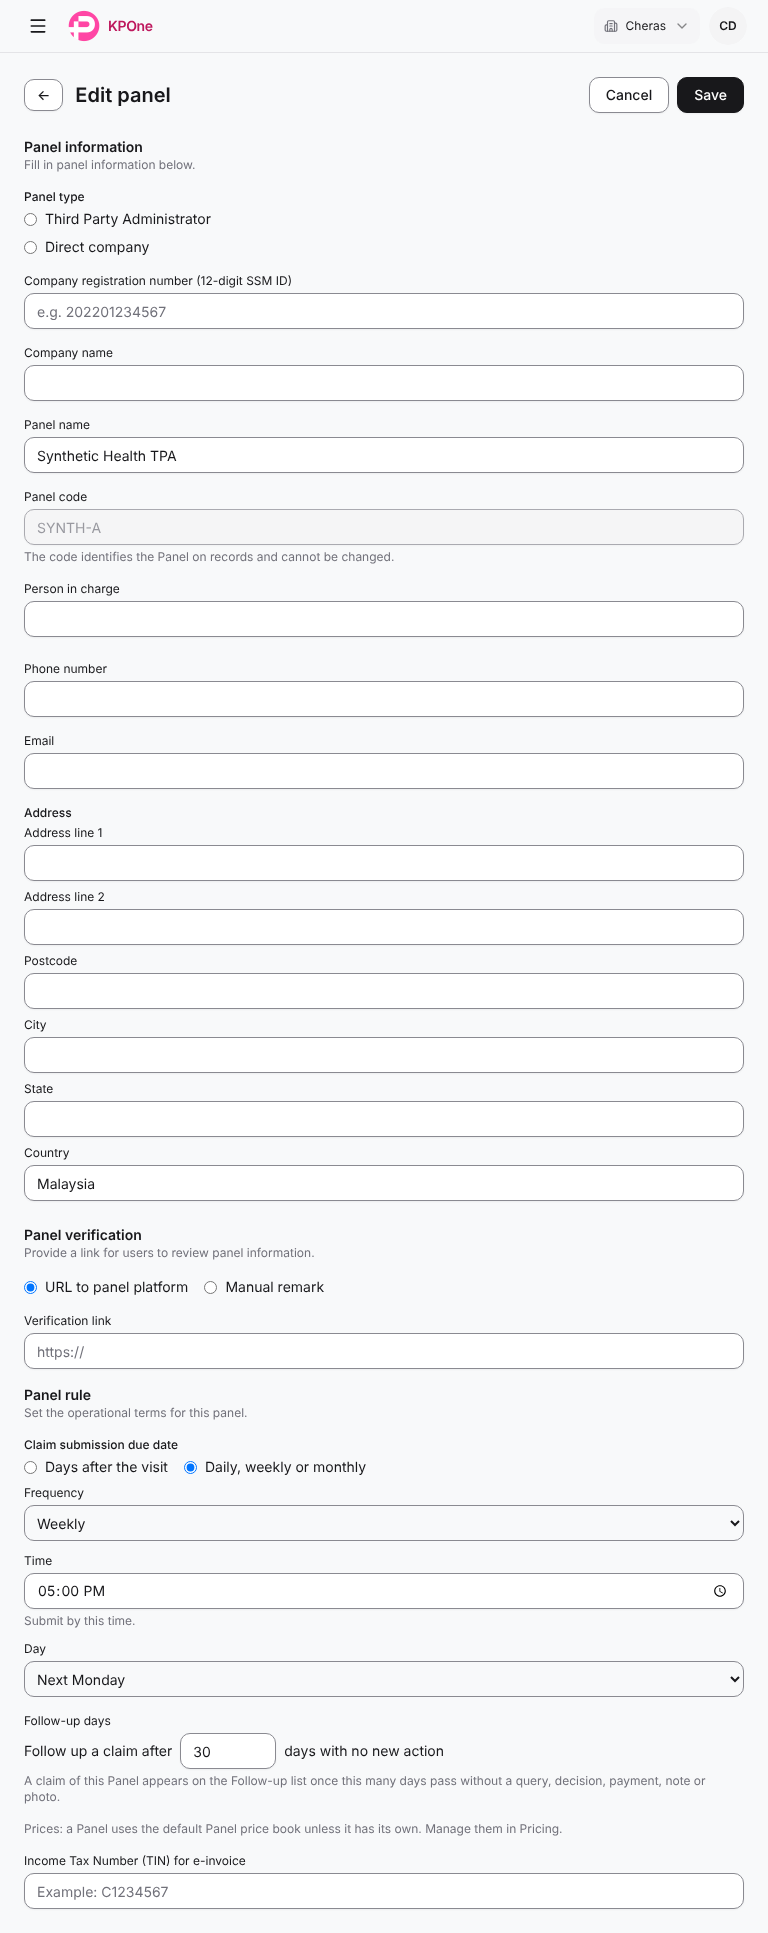 KPOne
Cheras
CD
Edit panel
Cancel
Save
Panel information
Fill in panel information below.
Panel type
Third Party Administrator
Direct company
Company registration number (12-digit SSM ID)
e.g. 202201234567
Company name
Panel name
Synthetic Health TPA
Panel code
SYNTH-A
The code identifies the Panel on records and cannot be changed.
Person in charge
Phone number
Email
Address
Address line 1
Address line 2
Postcode
City
State
Country
Malaysia
Panel verification
Provide a link for users to review panel information.
URL to panel platform
Manual remark
Verification link
https://
Panel rule
Set the operational terms for this panel.
Claim submission due date
Days after the visit
Daily, weekly or monthly
Frequency
Weekly
Time
05:00 PM
Submit by this time.
Day
Next Monday
Follow-up days
Follow up a claim after 30 days with no new action
A claim of this Panel appears on the Follow-up list once this many days pass without a query, decision, payment, note or
photo.
Prices: a Panel uses the default Panel price book unless it has its own. Manage them in Pricing.
Income Tax Number (TIN) for e-invoice
Example: C1234567